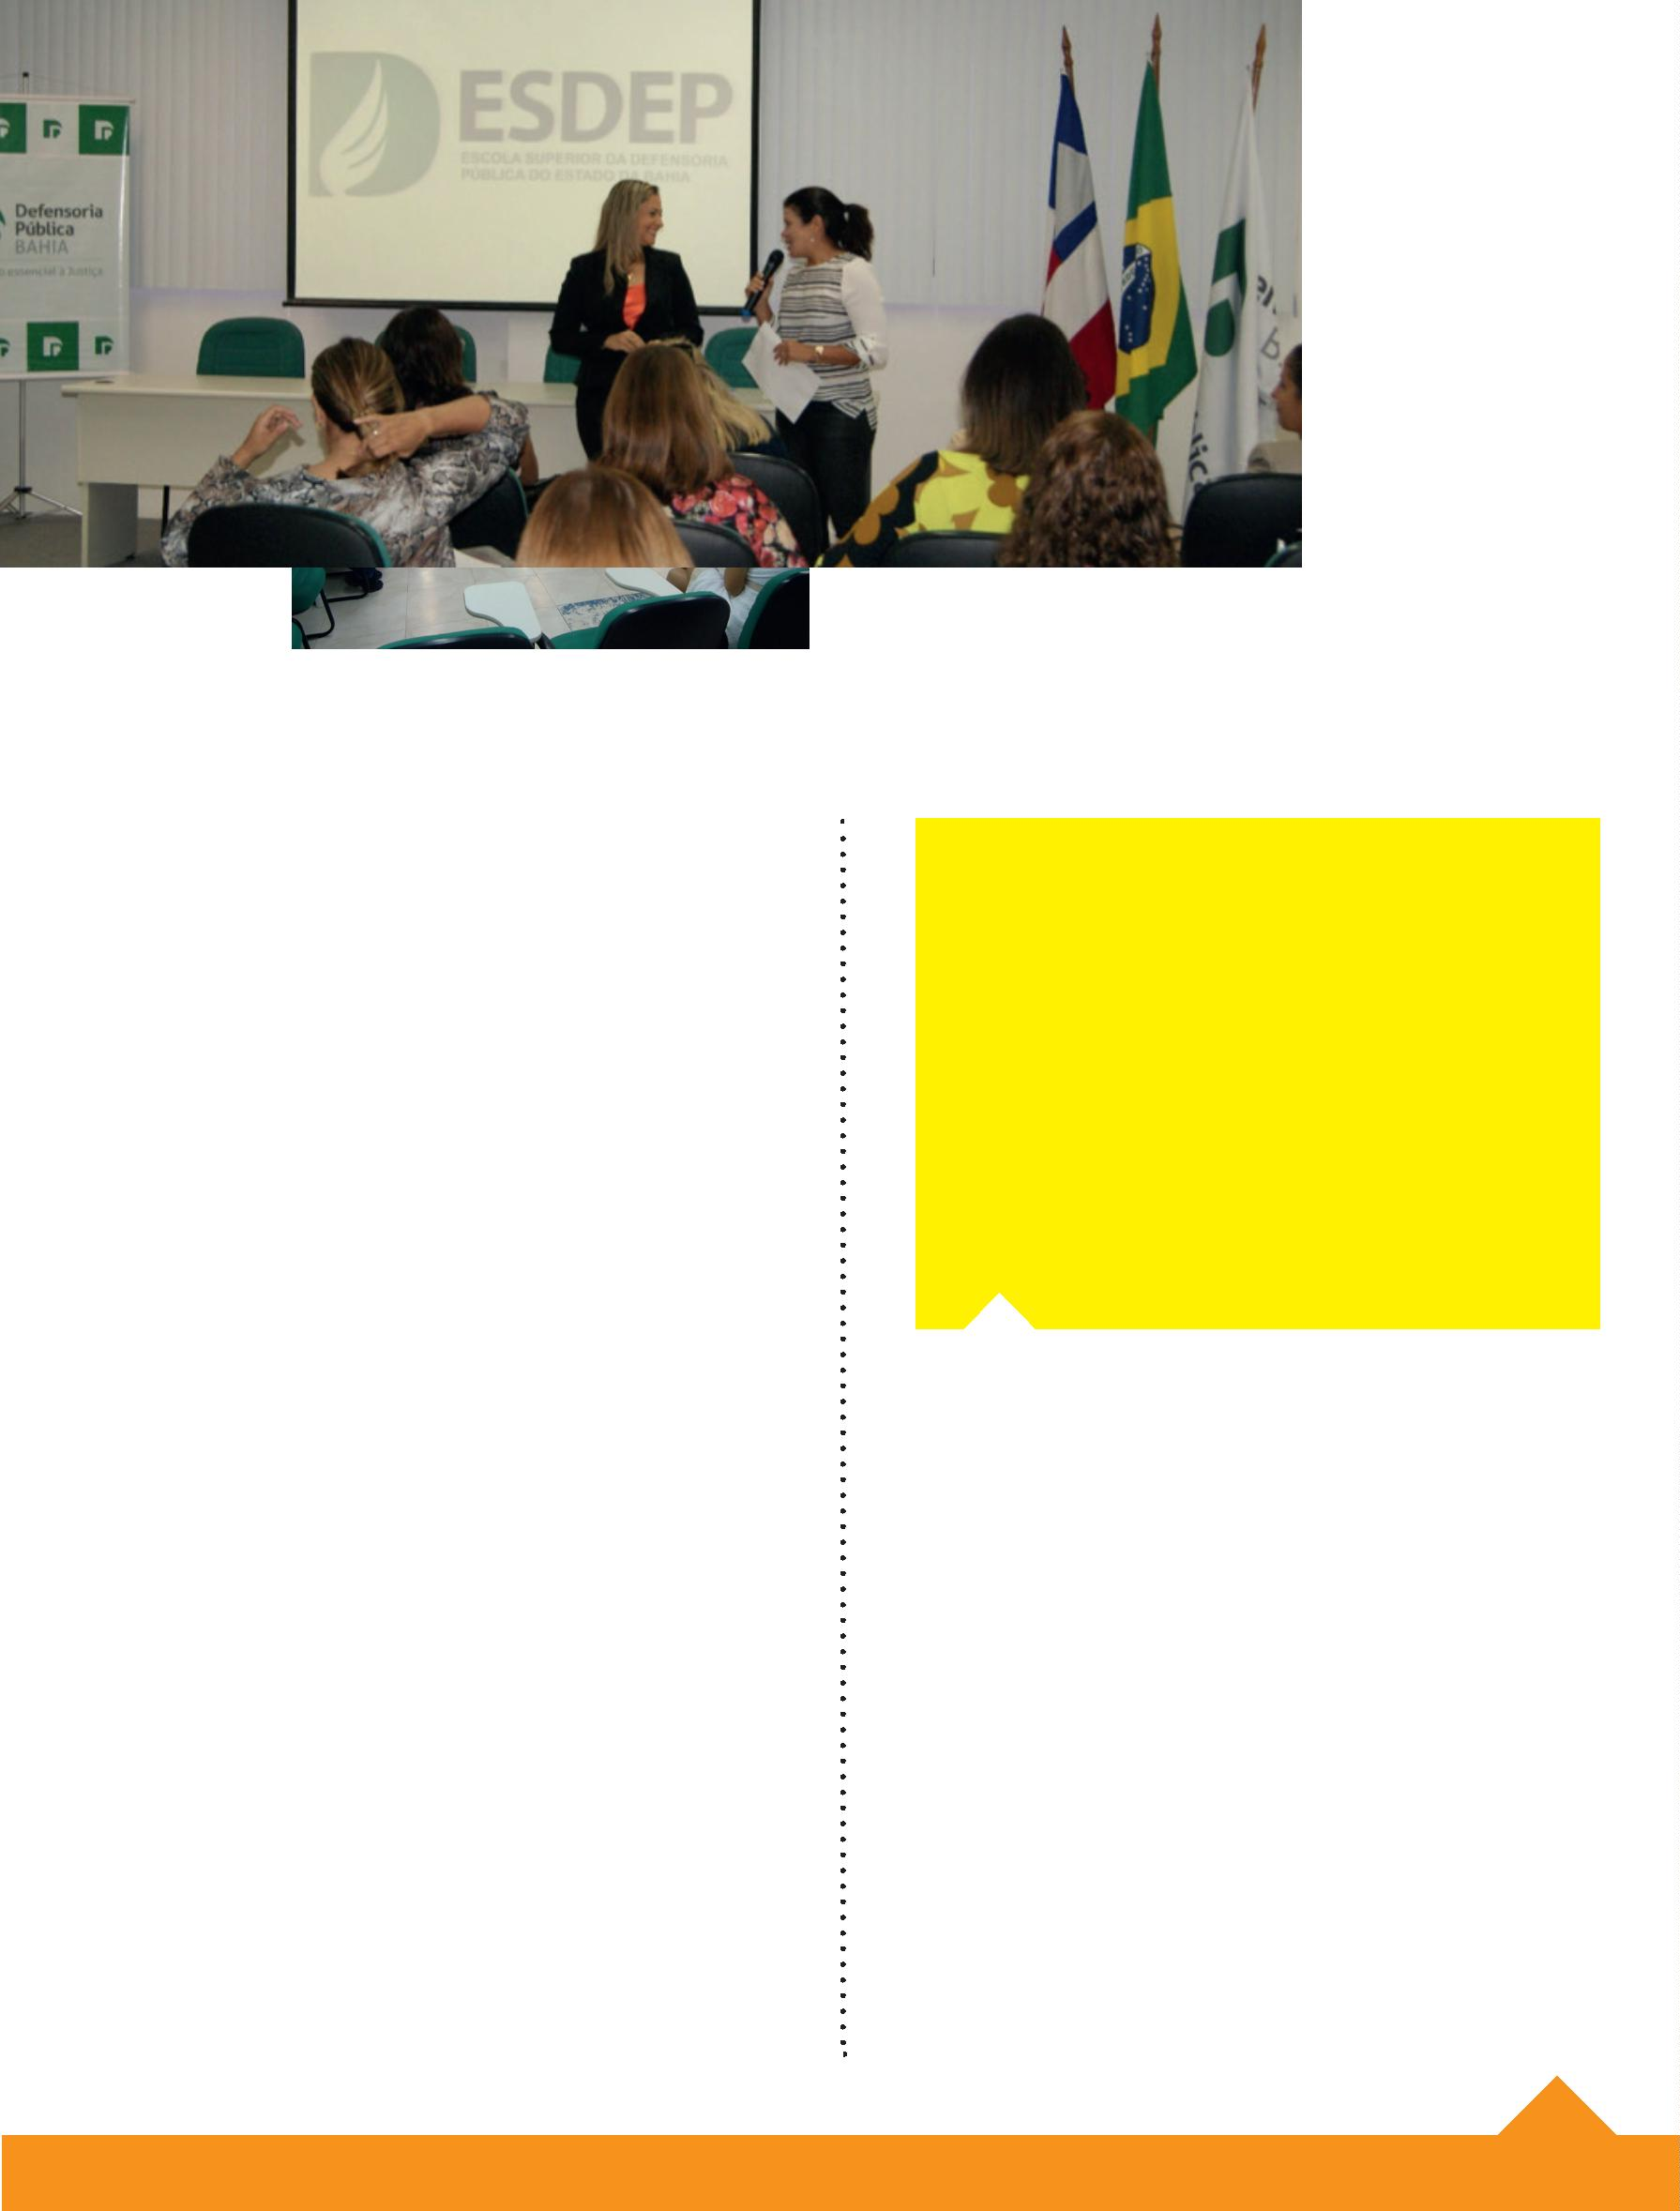 ESDEP
ESCOLA SUPERIOR DA DEFENSORIA
PÚBLICA DO ESTADO DA BAHIA
Defensoria
Pública
BAHIA
essencial à Justiça